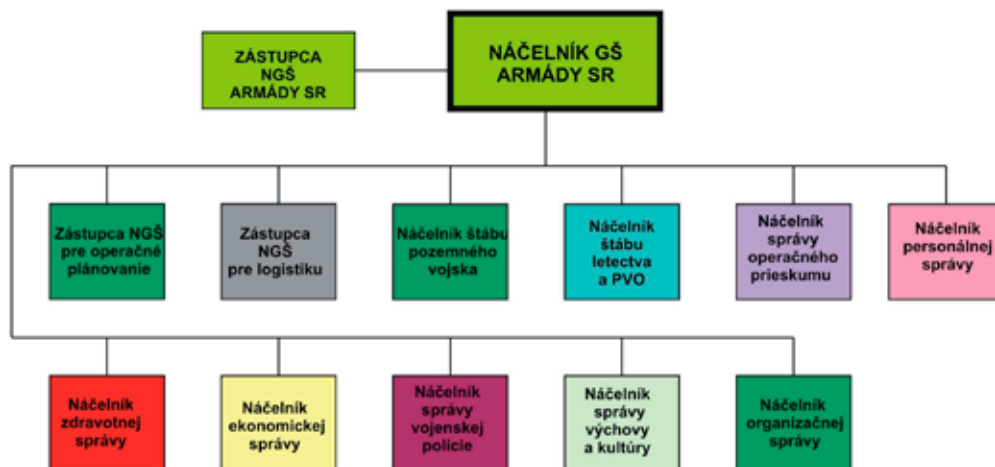 ZÁSTUPCA
NGŠ
ARMÁDY SR
NÁČELNÍK GŠ
ARMÁDY SR
Zástupca NGŠ
pre operačné
plánovanie
Zástupca
NGŠ
pre logistiku
Náčelník štábu
pozemného
vojska
Náčelník
štábu
letectva
a PVO
Náčelník
správy
operačného
prieskumu
Náčelník
personálnej
správy
Náčelník
zdravotnej
správy
Náčelník
ekonomickej
správy
Náčelník
správy
vojenskej
polície
Náčelník
správy
výchovy
a kultúry
Náčelník
organizačnej
správy